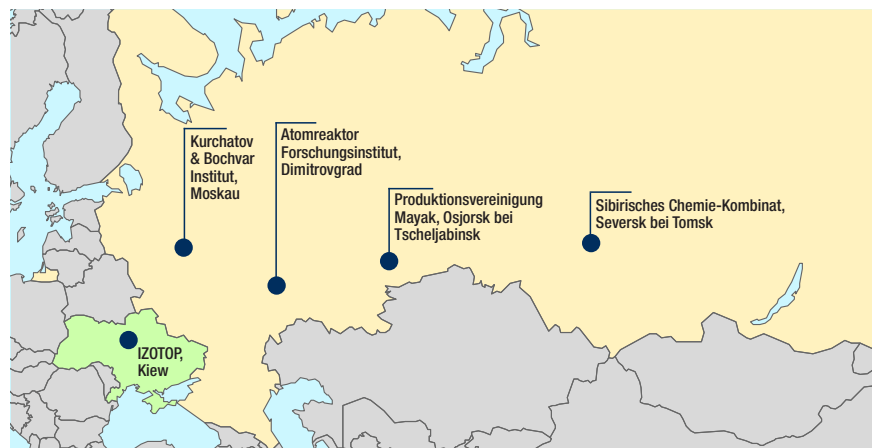 Kurchatov
& Bochvar
Institut,
Moskau
Atomreaktor
Forschungsinstitut,
Dimitrovgrad
Produktionsvereinigung
Mayak, Osjorsk bei
Tscheljabinsk
Sibirisches Chemie-Kombinat,
Seversk bei Tomsk
IZOTOP,
Kiew